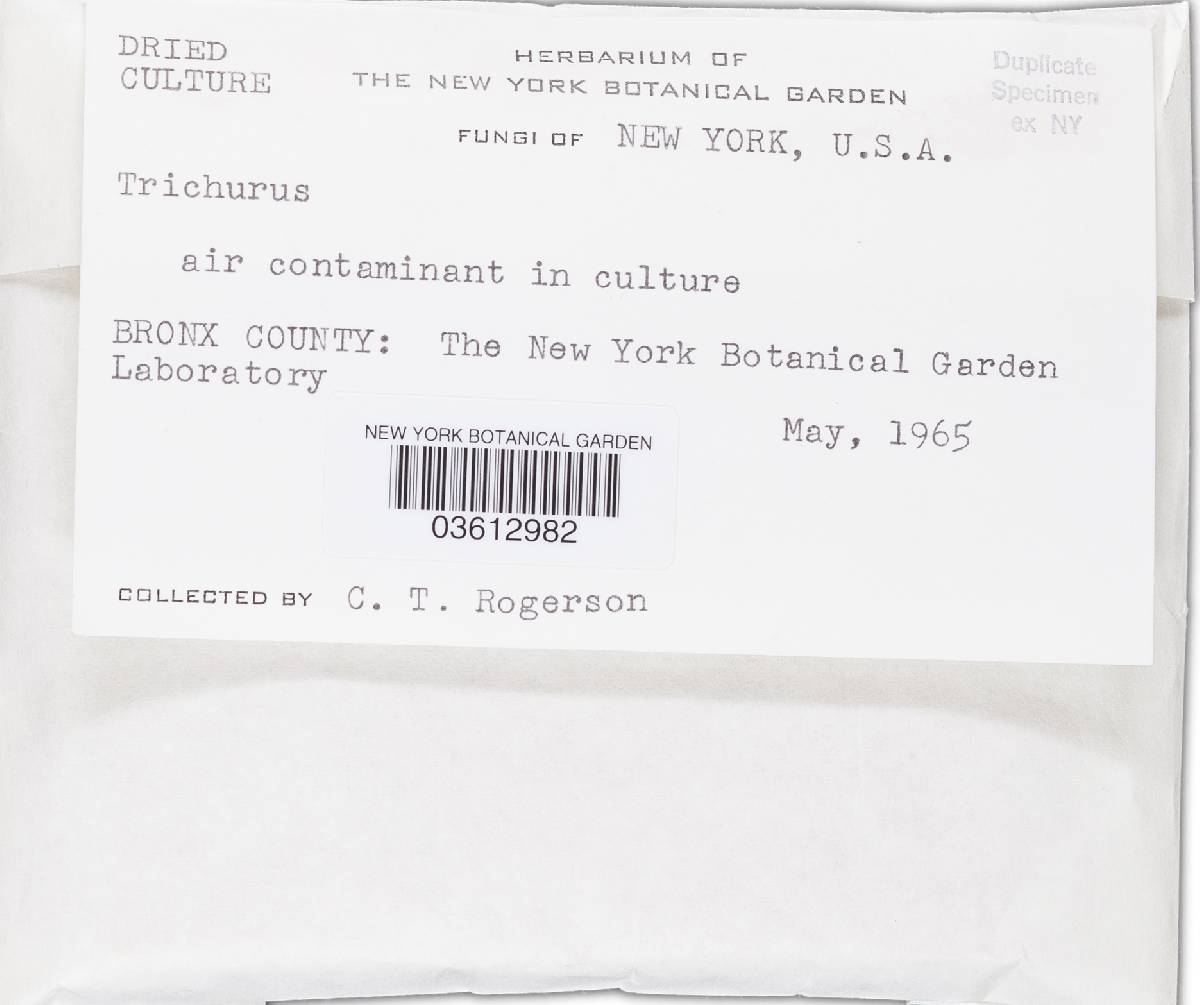 DRIED
CULTURE
HERBARIUM OF
THE NEW YORK BOTANICAL GARDEN
Duplicate
Specimen
ex NY
FUNGI OF NEW YORK, U.S.A.
Trichurus
air contaminant in culture
BRONX COUNTY: The New York Botanical Garden
Laboratory
May, 1965
NEW YORK BOTANICAL GARDEN
03612982
COLLECTED BY C. T. Rogerson